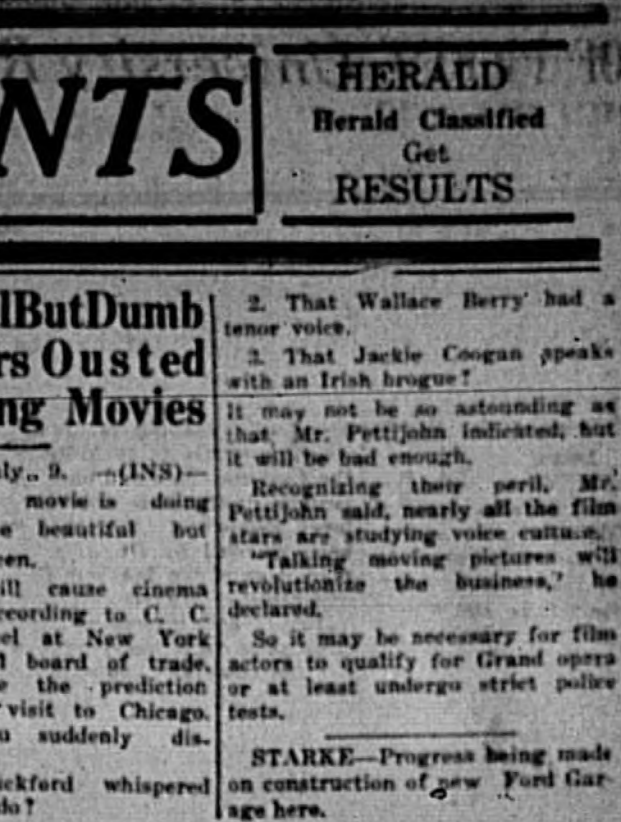 NTS
HERALD
Herald Classified
Get
RESULTS
lButDumb
rs Ousted
ng Movies
ly, 9. —(INS)—
movie is doing
e beautiful but
een.
ill cause cinema
ccording to C. C.
el at New York
l board of trade.
e the prediction
visit to Chicago.
u suddenly dis-
ickford whispered
do?
2. That Wallace Berry had a
tenor voice.
3. That Jackie Coogan speaks
with an Irish brogue?
It may not be so astounding as
that, Mr. Pettijohn indicated, but
it will be bad enough.
Recognizing their peril, Mr.
Pettijohn said, nearly all the film
stars are studying voice culture.
"Talking moving pictures will
revolutionize the business," he
declared.
So it may be necessary for film
actors to qualify for Grand opera
or at least undergo strict police
tests.
STARKE—Progress being made
on construction of new Ford Gar-
age here.